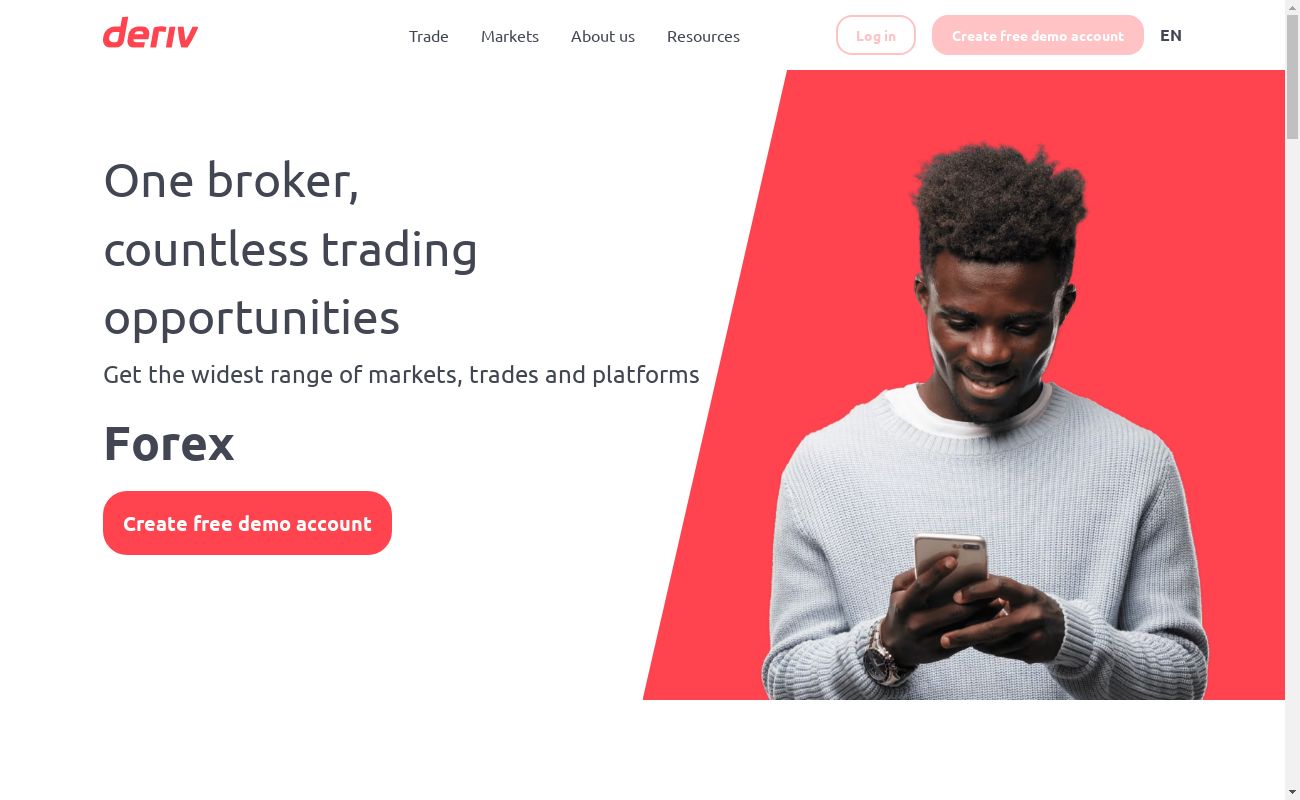 deriv
Trade Markets About us Resources
Log in
Create free demo account
EN
One broker,
countless trading
opportunities
Get the widest range of markets, trades and platforms
Forex
Create free demo account